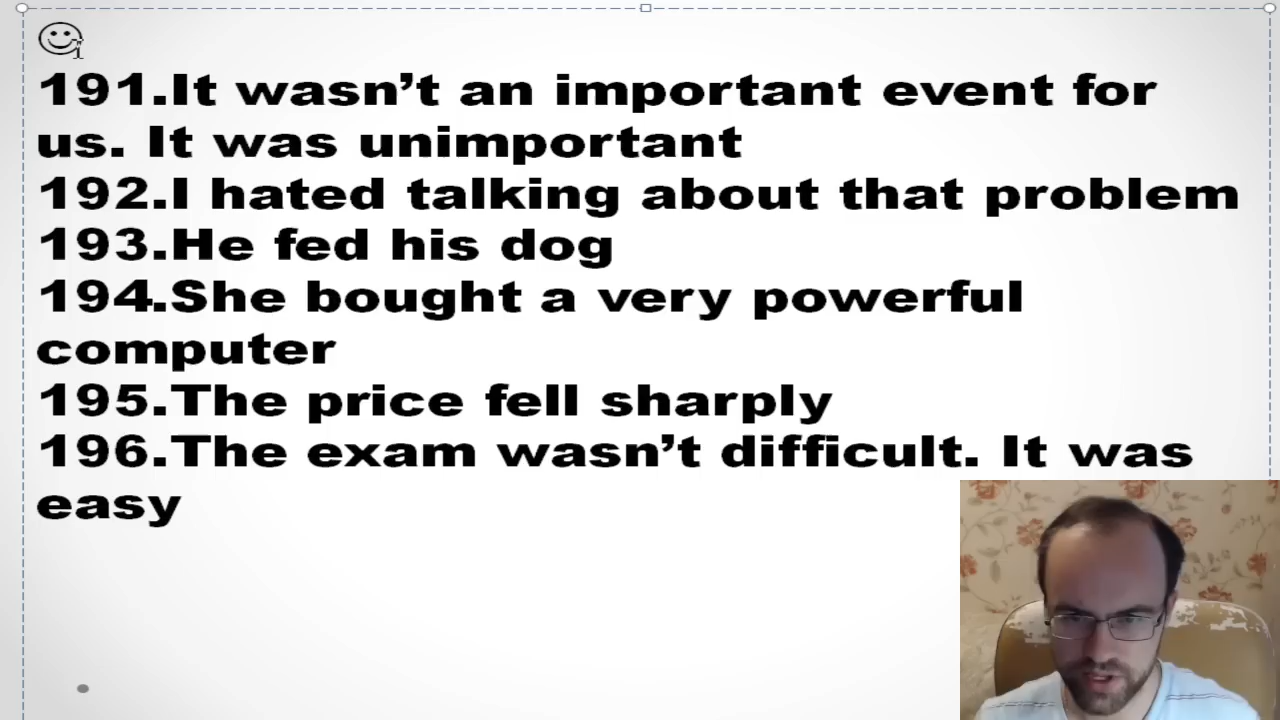 191.It wasn’t an important event for
us. It was unimportant
192.I hated talking about that problem
193.He fed his dog
194.She bought a very powerful
computer
195.The price fell sharply
196.The exam wasn’t difficult. It was
easy